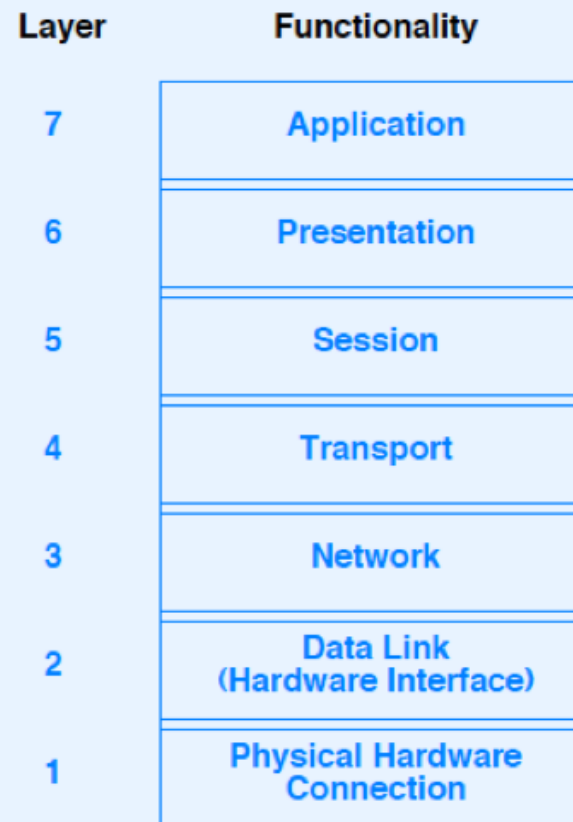 Layer Functionality
7 Application
6 Presentation
5 Session
4 Transport
3 Network
2 Data Link
(Hardware Interface)
1 Physical Hardware
Connection